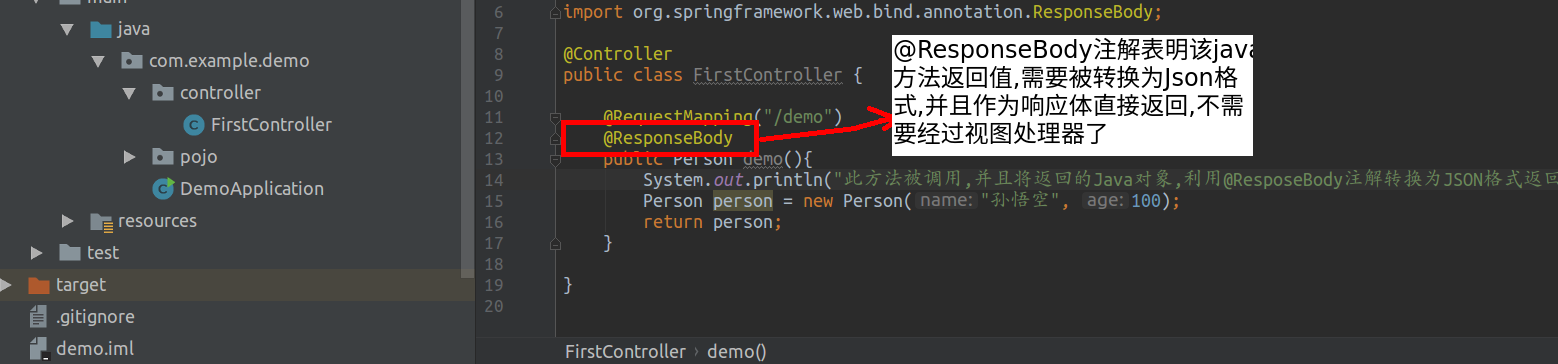 main
java
com.example.demo
controller
FirstController
pojo
DemoApplication
resources
test
target
.gitignore
demo.iml
6 import org.springframework.web.bind.annotation.ResponseBody;
7
8 @Controller
9 public class FirstController {
10
11 @RequestMapping("/demo")
12 @ResponseBody
13 public Person demo(){
14 System.out.println("此方法被调用,并且将返回的Java对象,利用@ResposeBody注解转换为JSON格式返回
15 Person person = new Person( name: "孙悟空", age: 100);
16 return person;
17 }
18
19 }
20
@ResponseBody注解表明该java
方法返回值,需要被转换为Json格
式,并且作为响应体直接返回,不需
要经过视图处理器了
FirstController › demo()